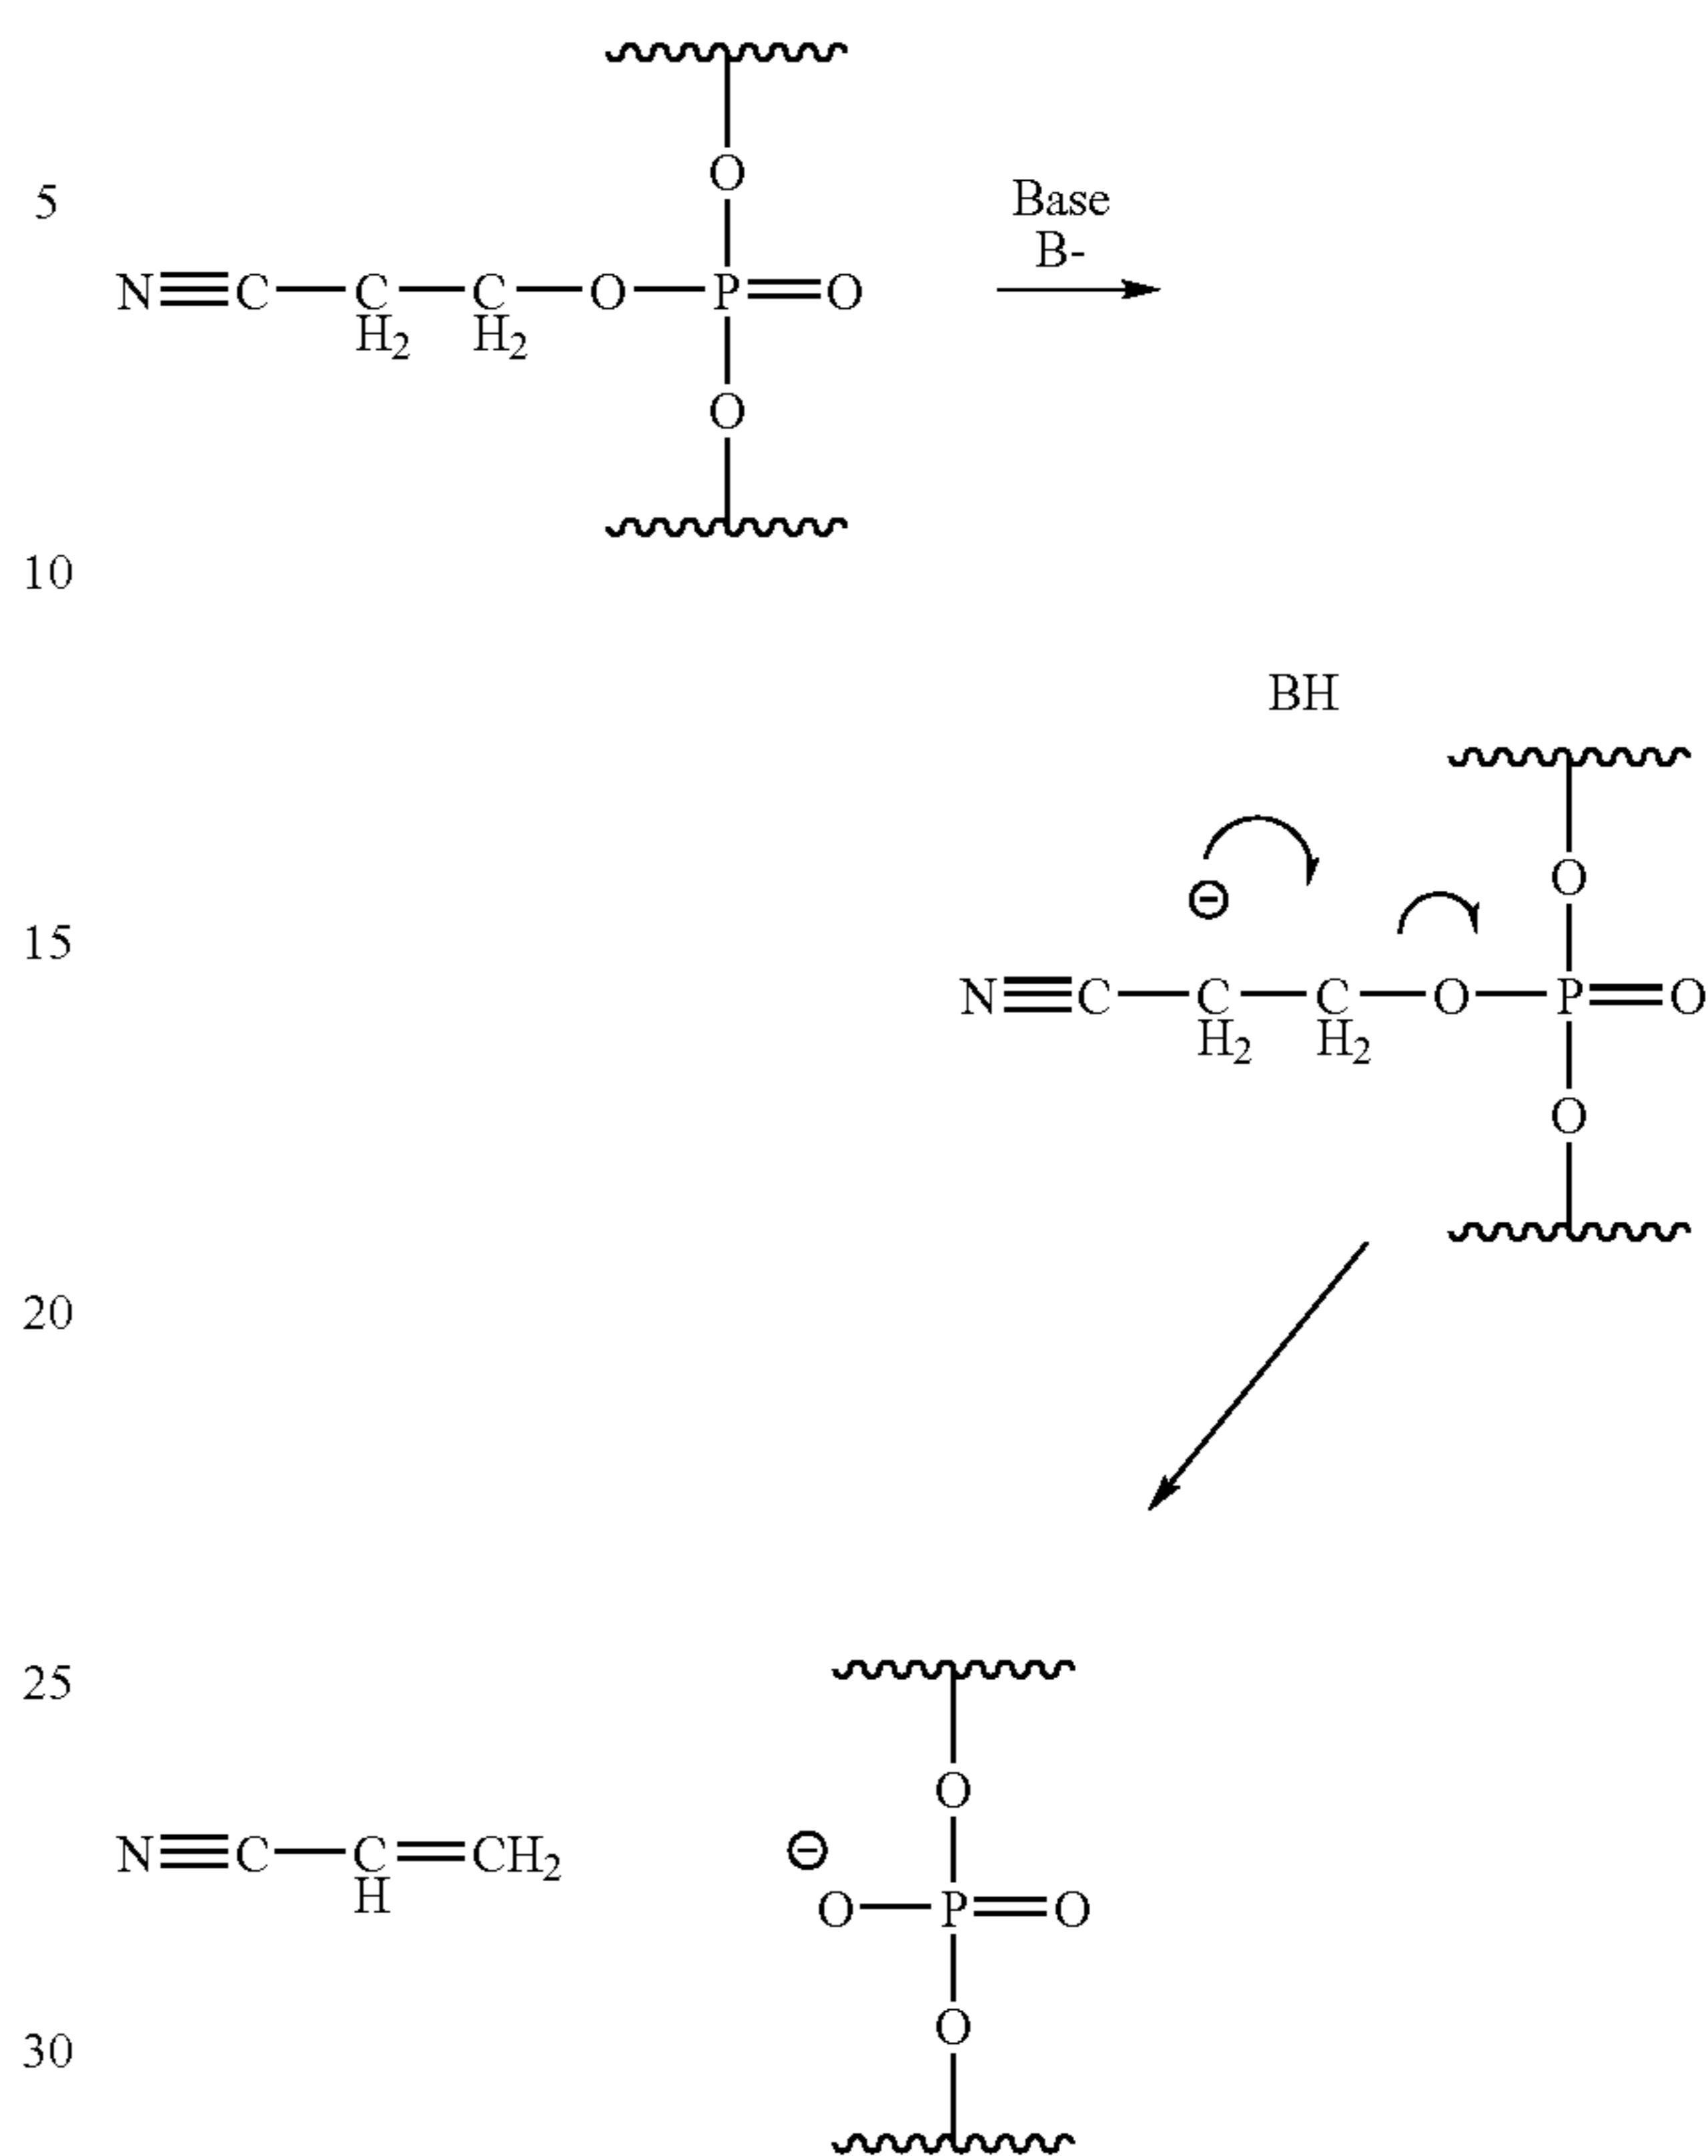 O
5
Base
B-
N≡C—C—C—O—P=O
H2 H2
O
10
BH
O
⊖
15
N≡C—C—C—O—P=O
H2 H2
O
20
25
O
⊖
N≡C—C=CH2
H
O—P=O
O
30